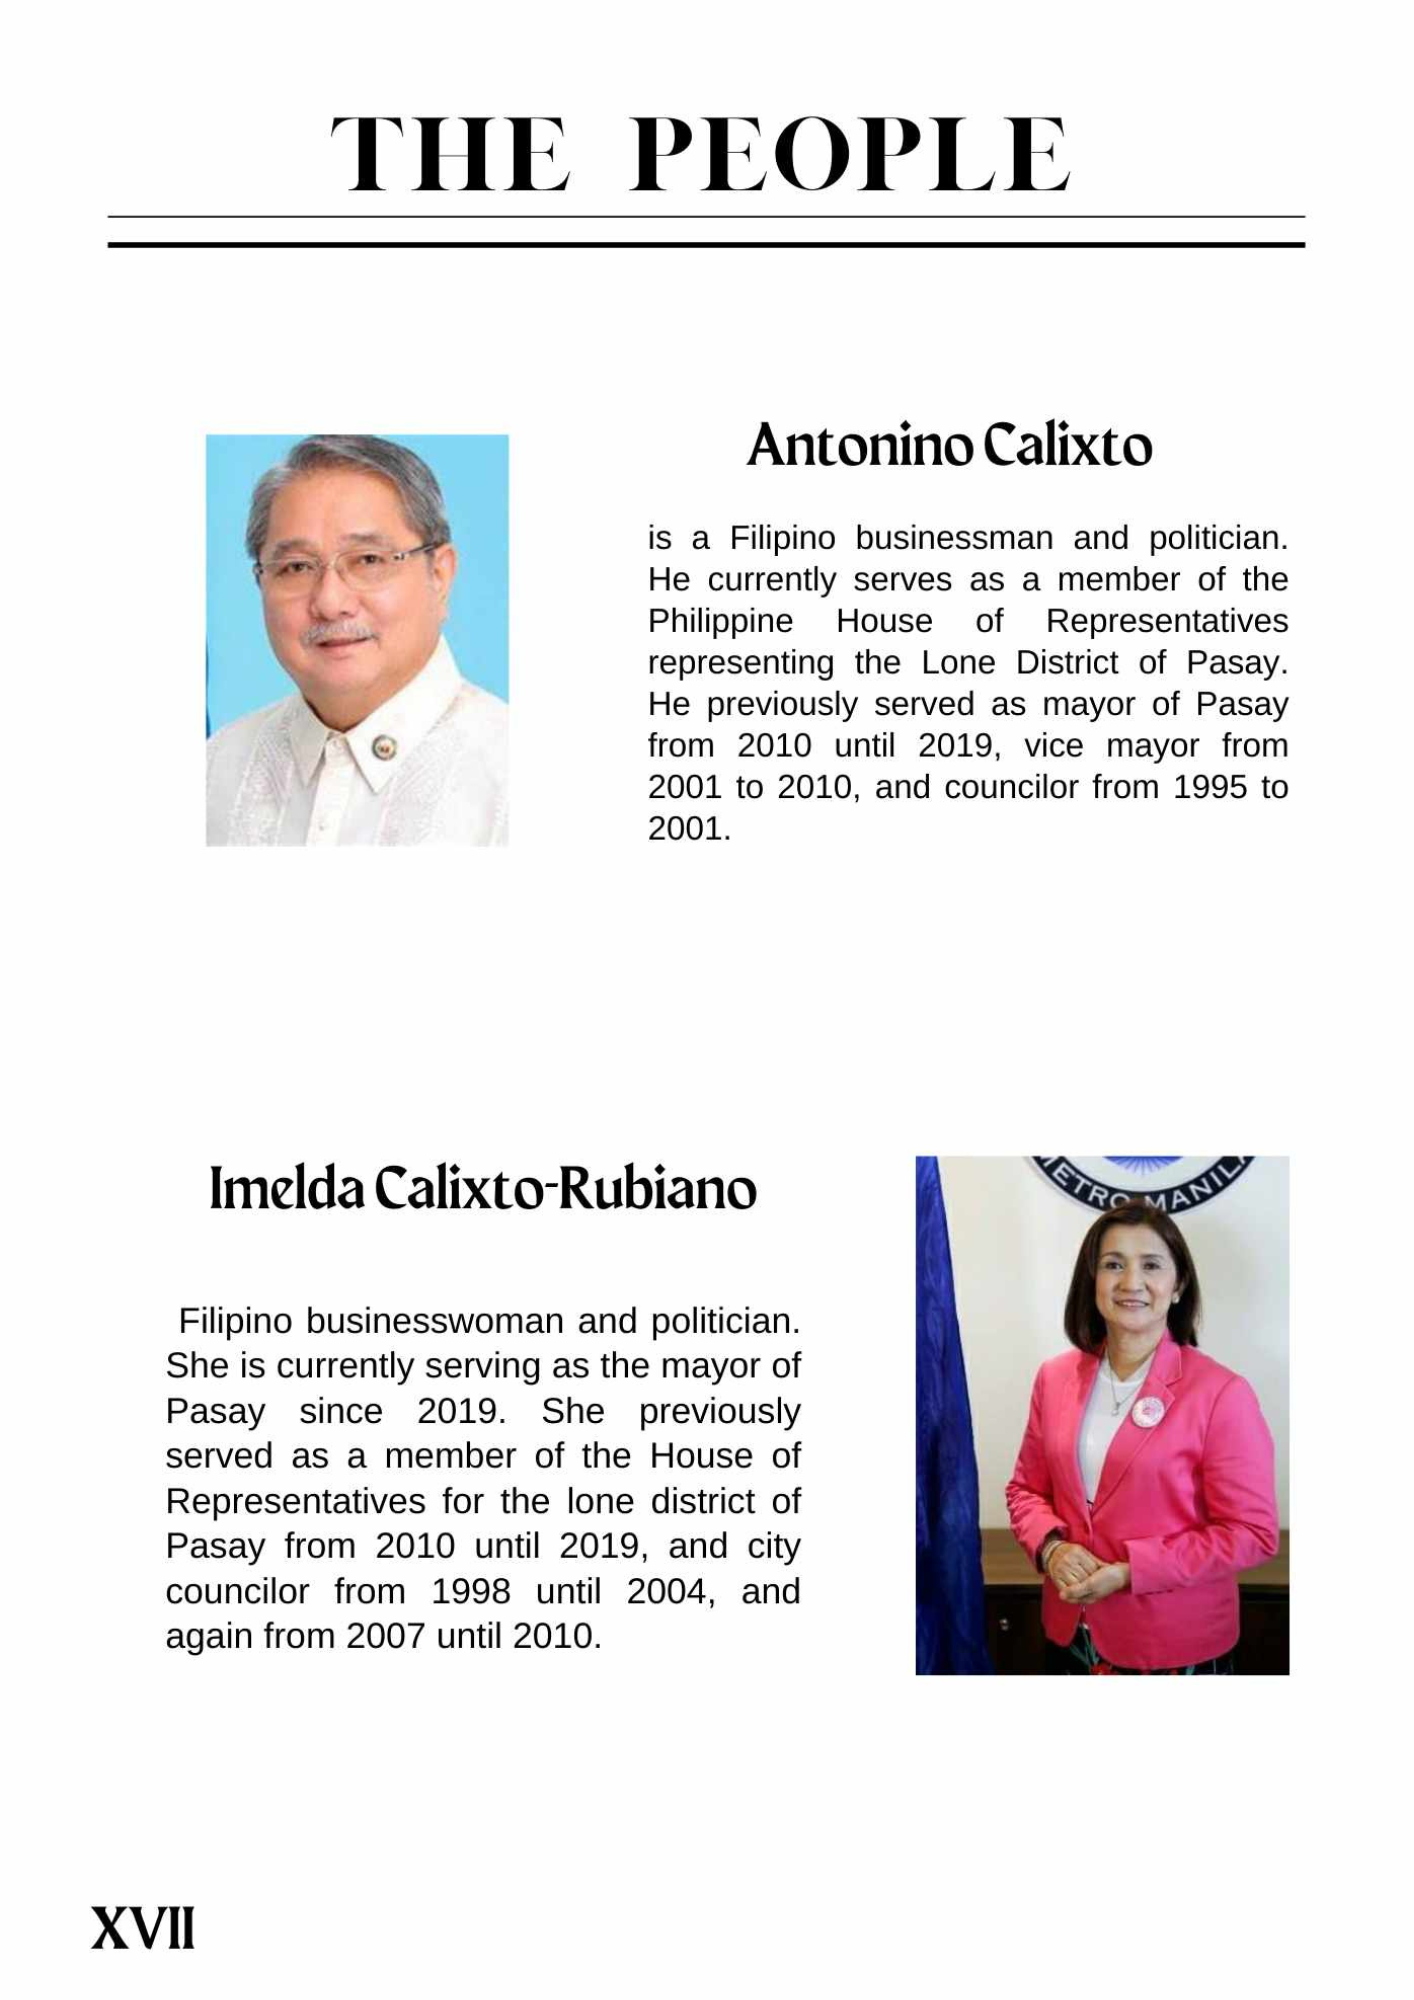 THE PEOPLE
Antonino Calixto
is a Filipino businessman and politician.
He currently serves as a member of the
Philippine House of Representatives
representing the Lone District of Pasay.
He previously served as mayor of Pasay
from 2010 until 2019, vice mayor from
2001 to 2010, and councilor from 1995 to
2001.
Imelda Calixto-Rubiano
METRO MANILA
Filipino businesswoman and politician.
She is currently serving as the mayor of
Pasay since 2019. She previously
served as a member of the House of
Representatives for the lone district of
Pasay from 2010 until 2019, and city
councilor from 1998 until 2004, and
again from 2007 until 2010.
XVII